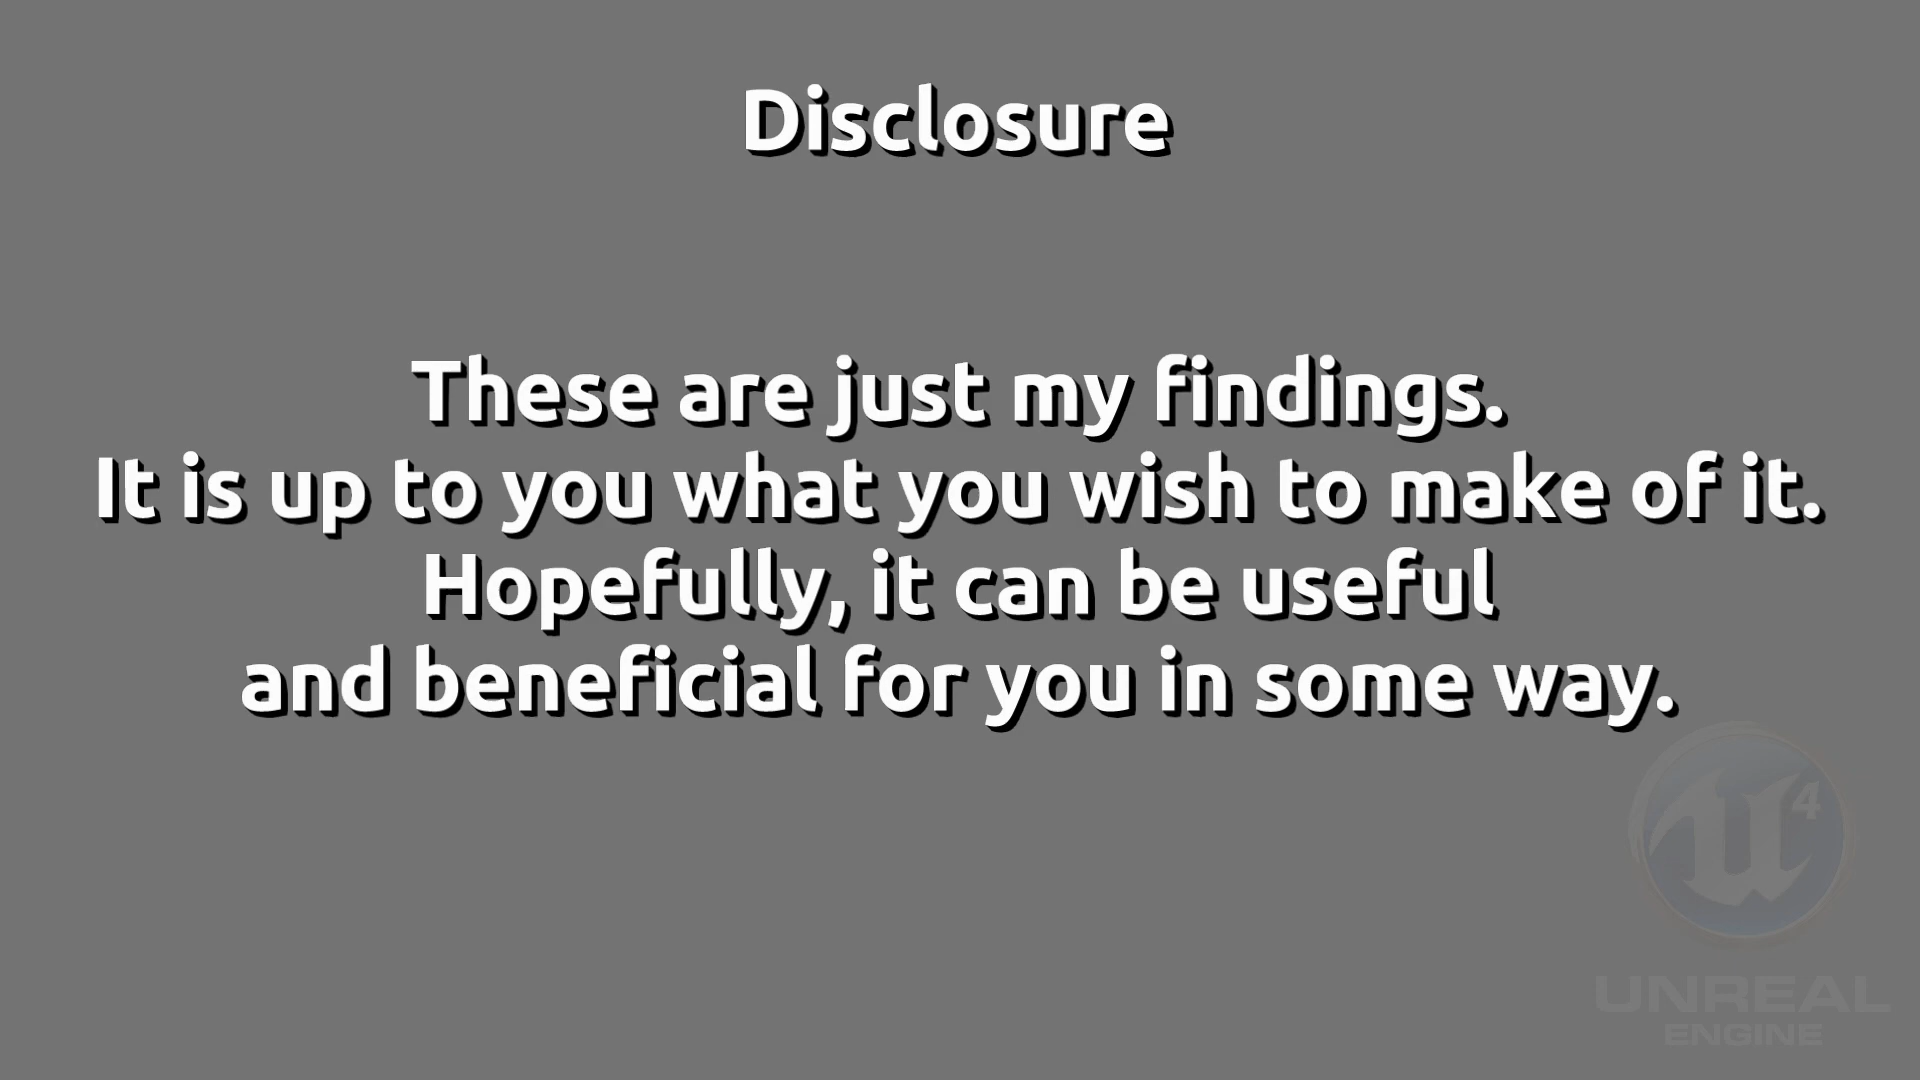 Disclosure
These are just my findings.
It is up to you what you wish to make of it.
Hopefully, it can be useful
and beneficial for you in some way.
U4
UNREAL
ENGINE